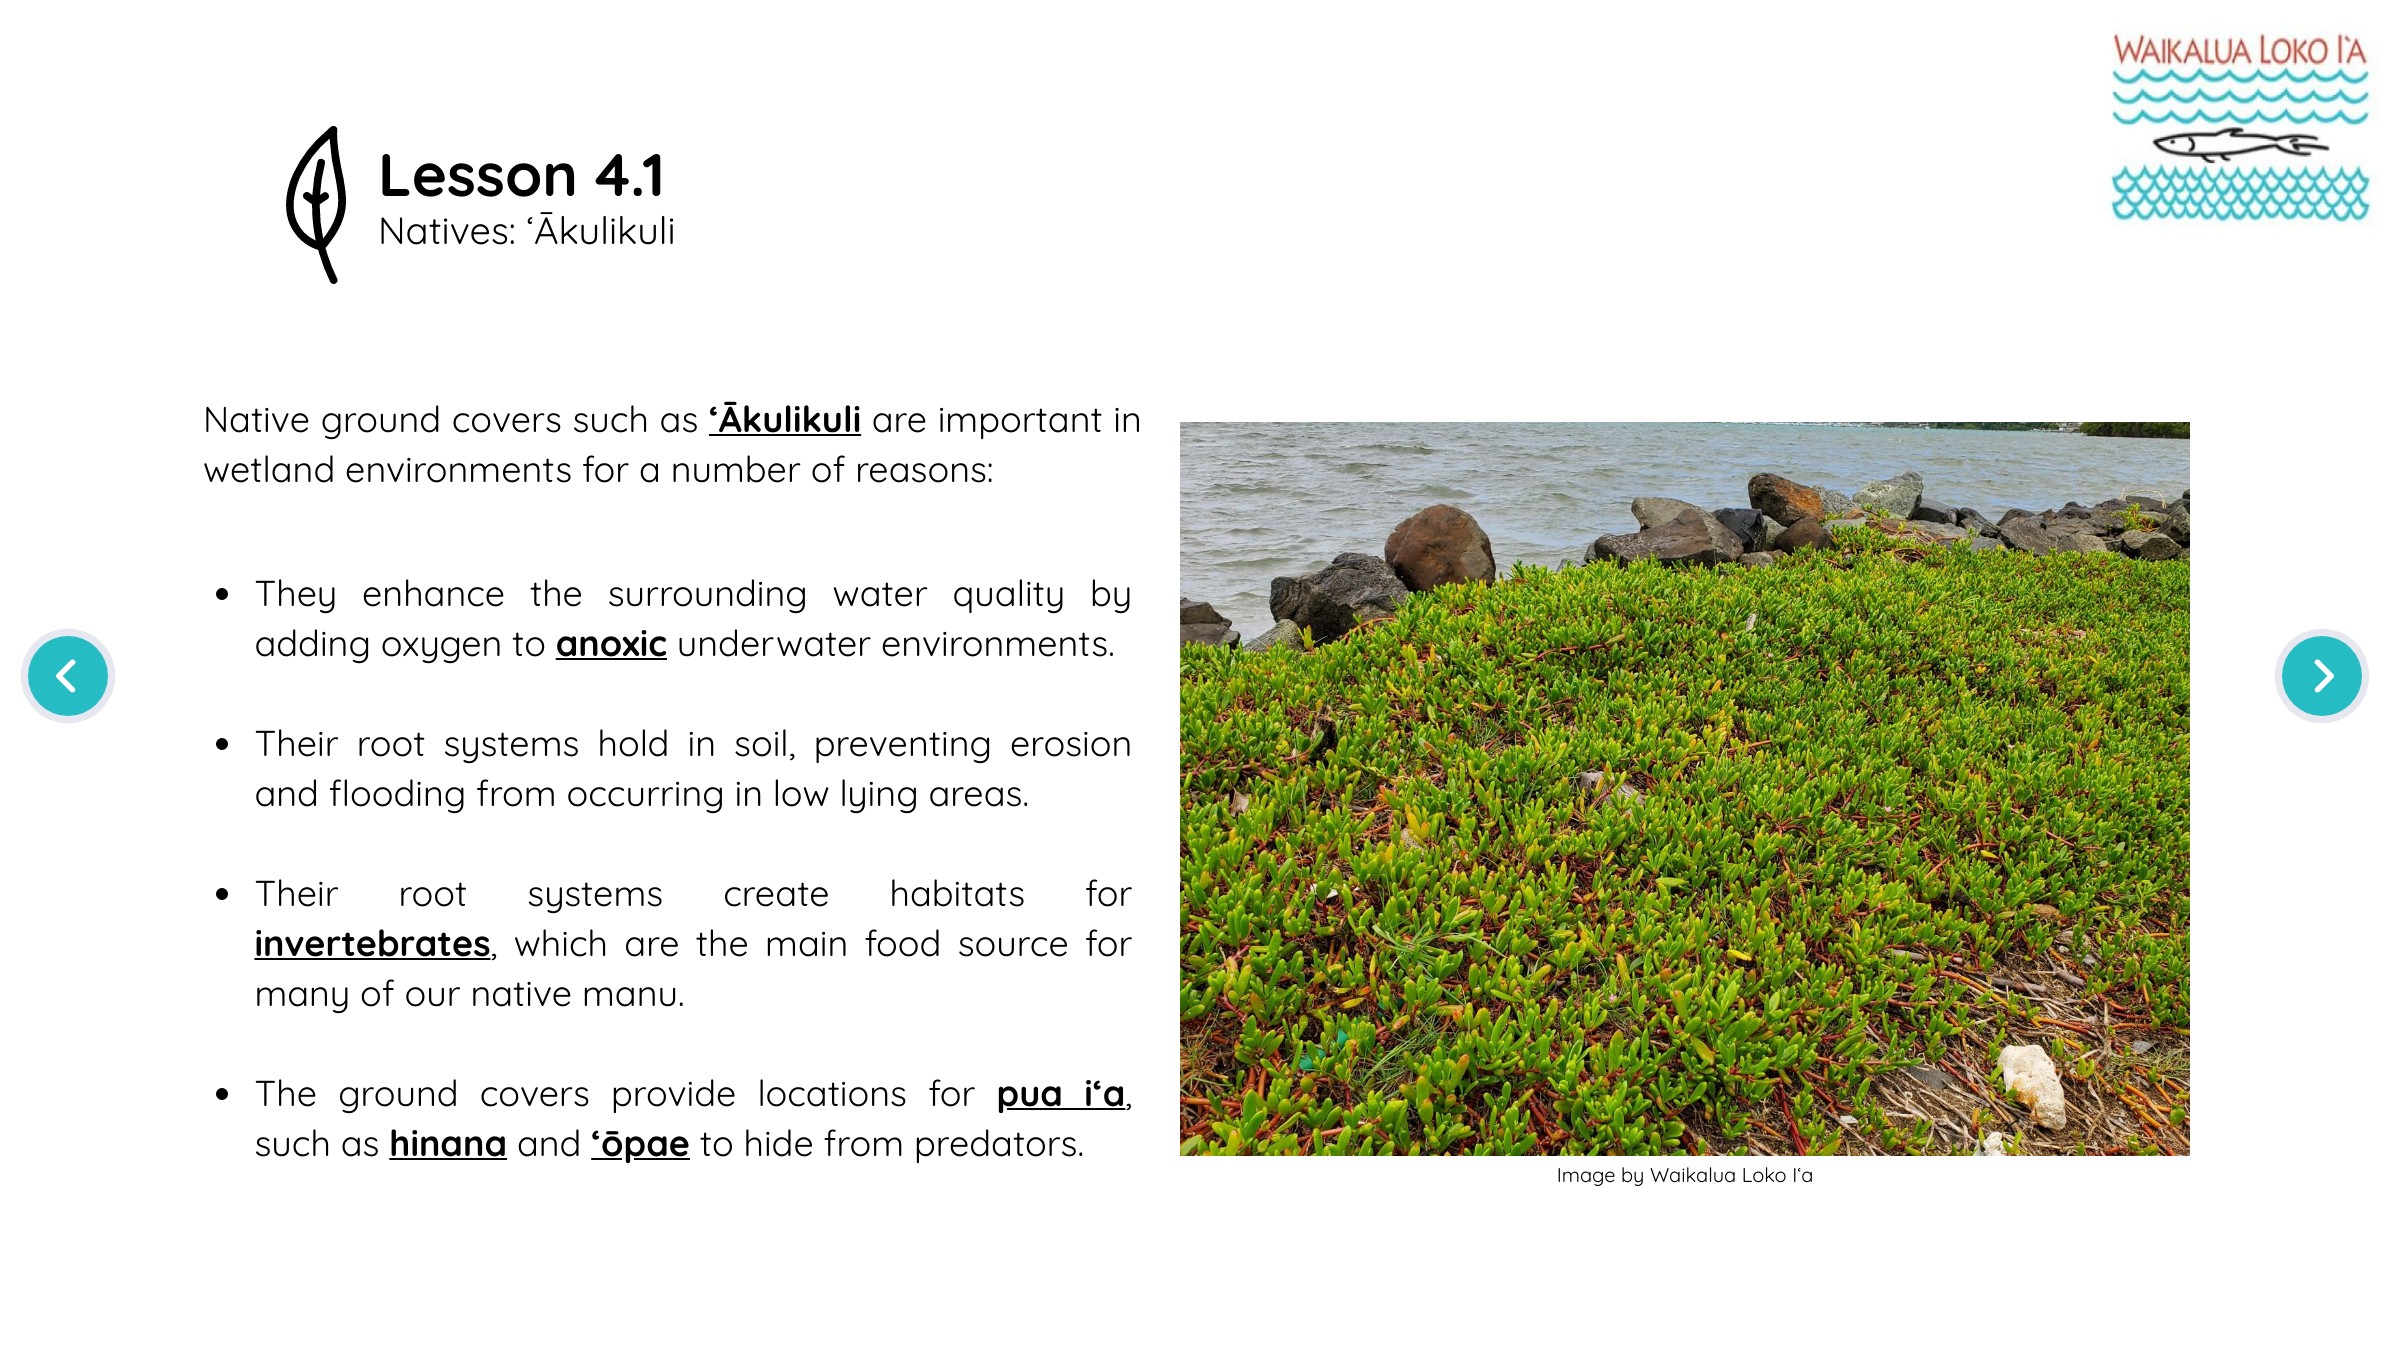 WAIKALUA LOKO I'A
Lesson 4.1
Natives: ʻĀkulikuli
Native ground covers such as ʻĀkulikuli are important in
wetland environments for a number of reasons:
• They enhance the surrounding water quality by
adding oxygen to anoxic underwater environments.
• Their root systems hold in soil, preventing erosion
and flooding from occurring in low lying areas.
• Their root systems create habitats for
invertebrates, which are the main food source for
many of our native manu.
• The ground covers provide locations for pua iʻa,
such as hinana and ʻōpae to hide from predators.
Image by Waikalua Loko Iʻa